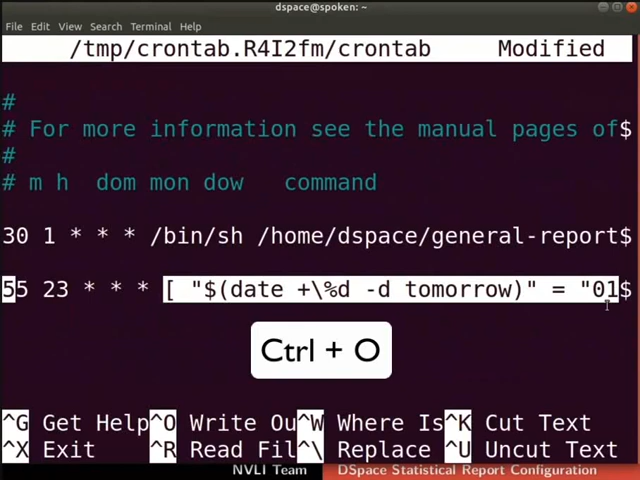 dspace@spoken: ~
File Edit View Search Terminal Help
/tmp/crontab.R4I2fm/crontab Modified
#
# For more information see the manual pages of$
#
# m h  dom mon dow   command
30 1 * * * /bin/sh /home/dspace/general-report$
55 23 * * * [ "$(date +\%d -d tomorrow)" = "01$
Ctrl + O
^G Get Help ^O Write Ou ^W Where Is ^K Cut Text
^X Exit ^R Read Fil ^\ Replace ^U Uncut Text
NVLI Team DSpace Statistical Report Configuration